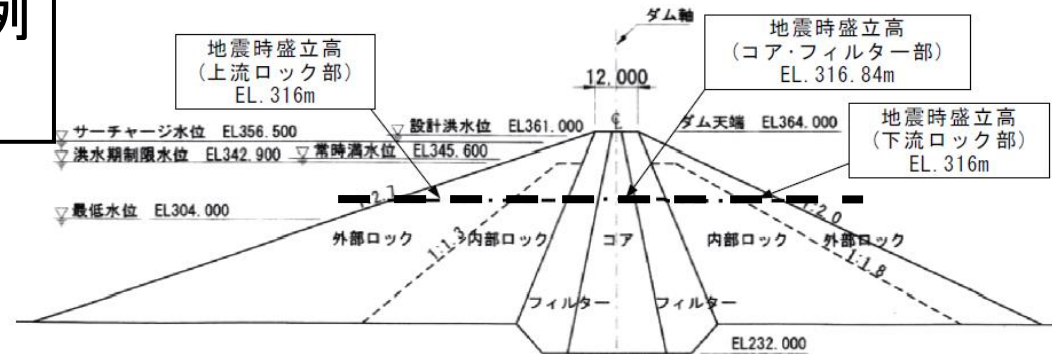 例
ダム軸
地震時盛立高
(上流ロック部)
EL.316m
地震時盛立高
(コア・フィルター部)
EL.316.84m
12,000
地震時盛立高
(下流ロック部)
EL.316m
サーチャージ水位 EL356.500
設計洪水位 EL361.000
ダム天端 EL364.000
洪水期制限水位 EL342.900
常時満水位 EL345.600
最低水位 EL304.000
1:2.7
1:2.0
外部ロック
1:1.3
内部ロック
コア
内部ロック
外部ロック
1:1.8
フィルター
フィルター
EL232.000